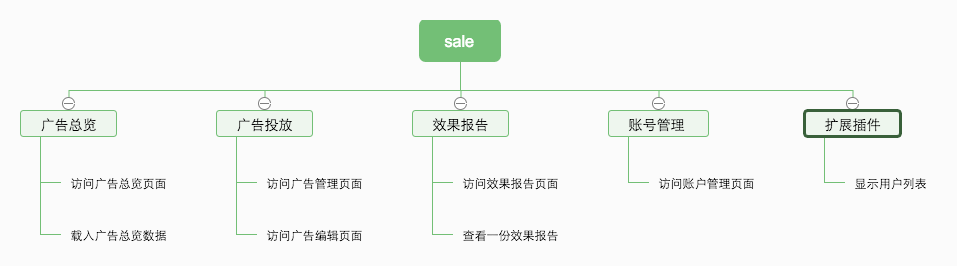 sale
广告总览
广告投放
效果报告
账号管理
扩展插件
访问广告总览页面
访问广告管理页面
访问效果报告页面
访问账户管理页面
显示用户列表
载入广告总览数据
访问广告编辑页面
查看一份效果报告